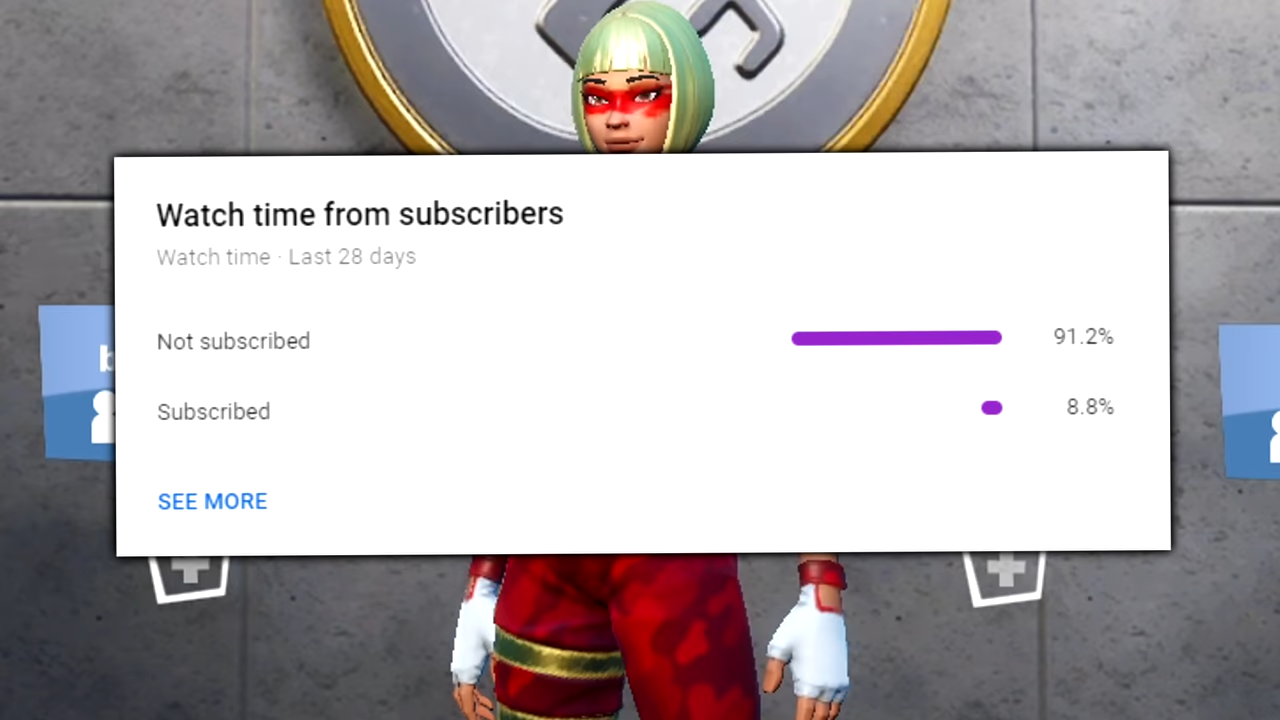 Watch time from subscribers
Watch time · Last 28 days
Not subscribed 91.2%
Subscribed 8.8%
SEE MORE